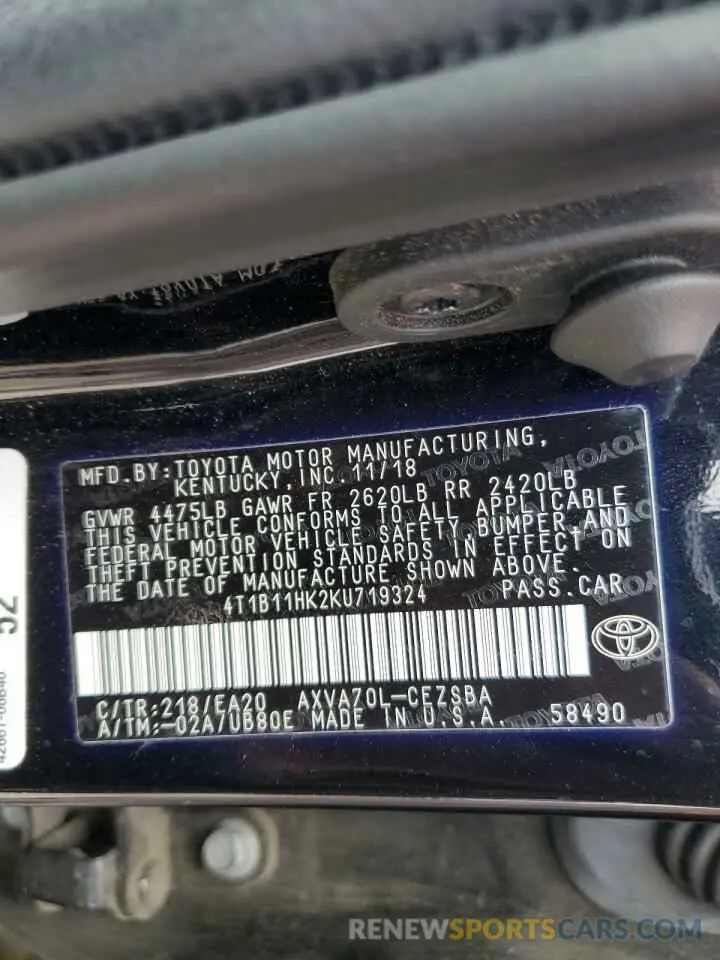 MFD.BY:TOYOTA MOTOR MANUFACTURING,
KENTUCKY,INC.11/18
GVWR 4475LB GAWR FR 2620LB RR 2420LB
THIS VEHICLE CONFORMS TO ALL APPLICABLE
FEDERAL MOTOR VEHICLE SAFETY,BUMPER,AND
THEFT PREVENTION STANDARDS IN EFFECT ON
THE DATE OF MANUFACTURE SHOWN ABOVE.
4T1B11HK2KU719324 PASS.CAR
C/TR:218/EA20 AXVA70L-CEZSBA
A/TM:-02A/UB80E MADE IN U.S.A. 58490
52
RENEWSPORTSCARS.COM